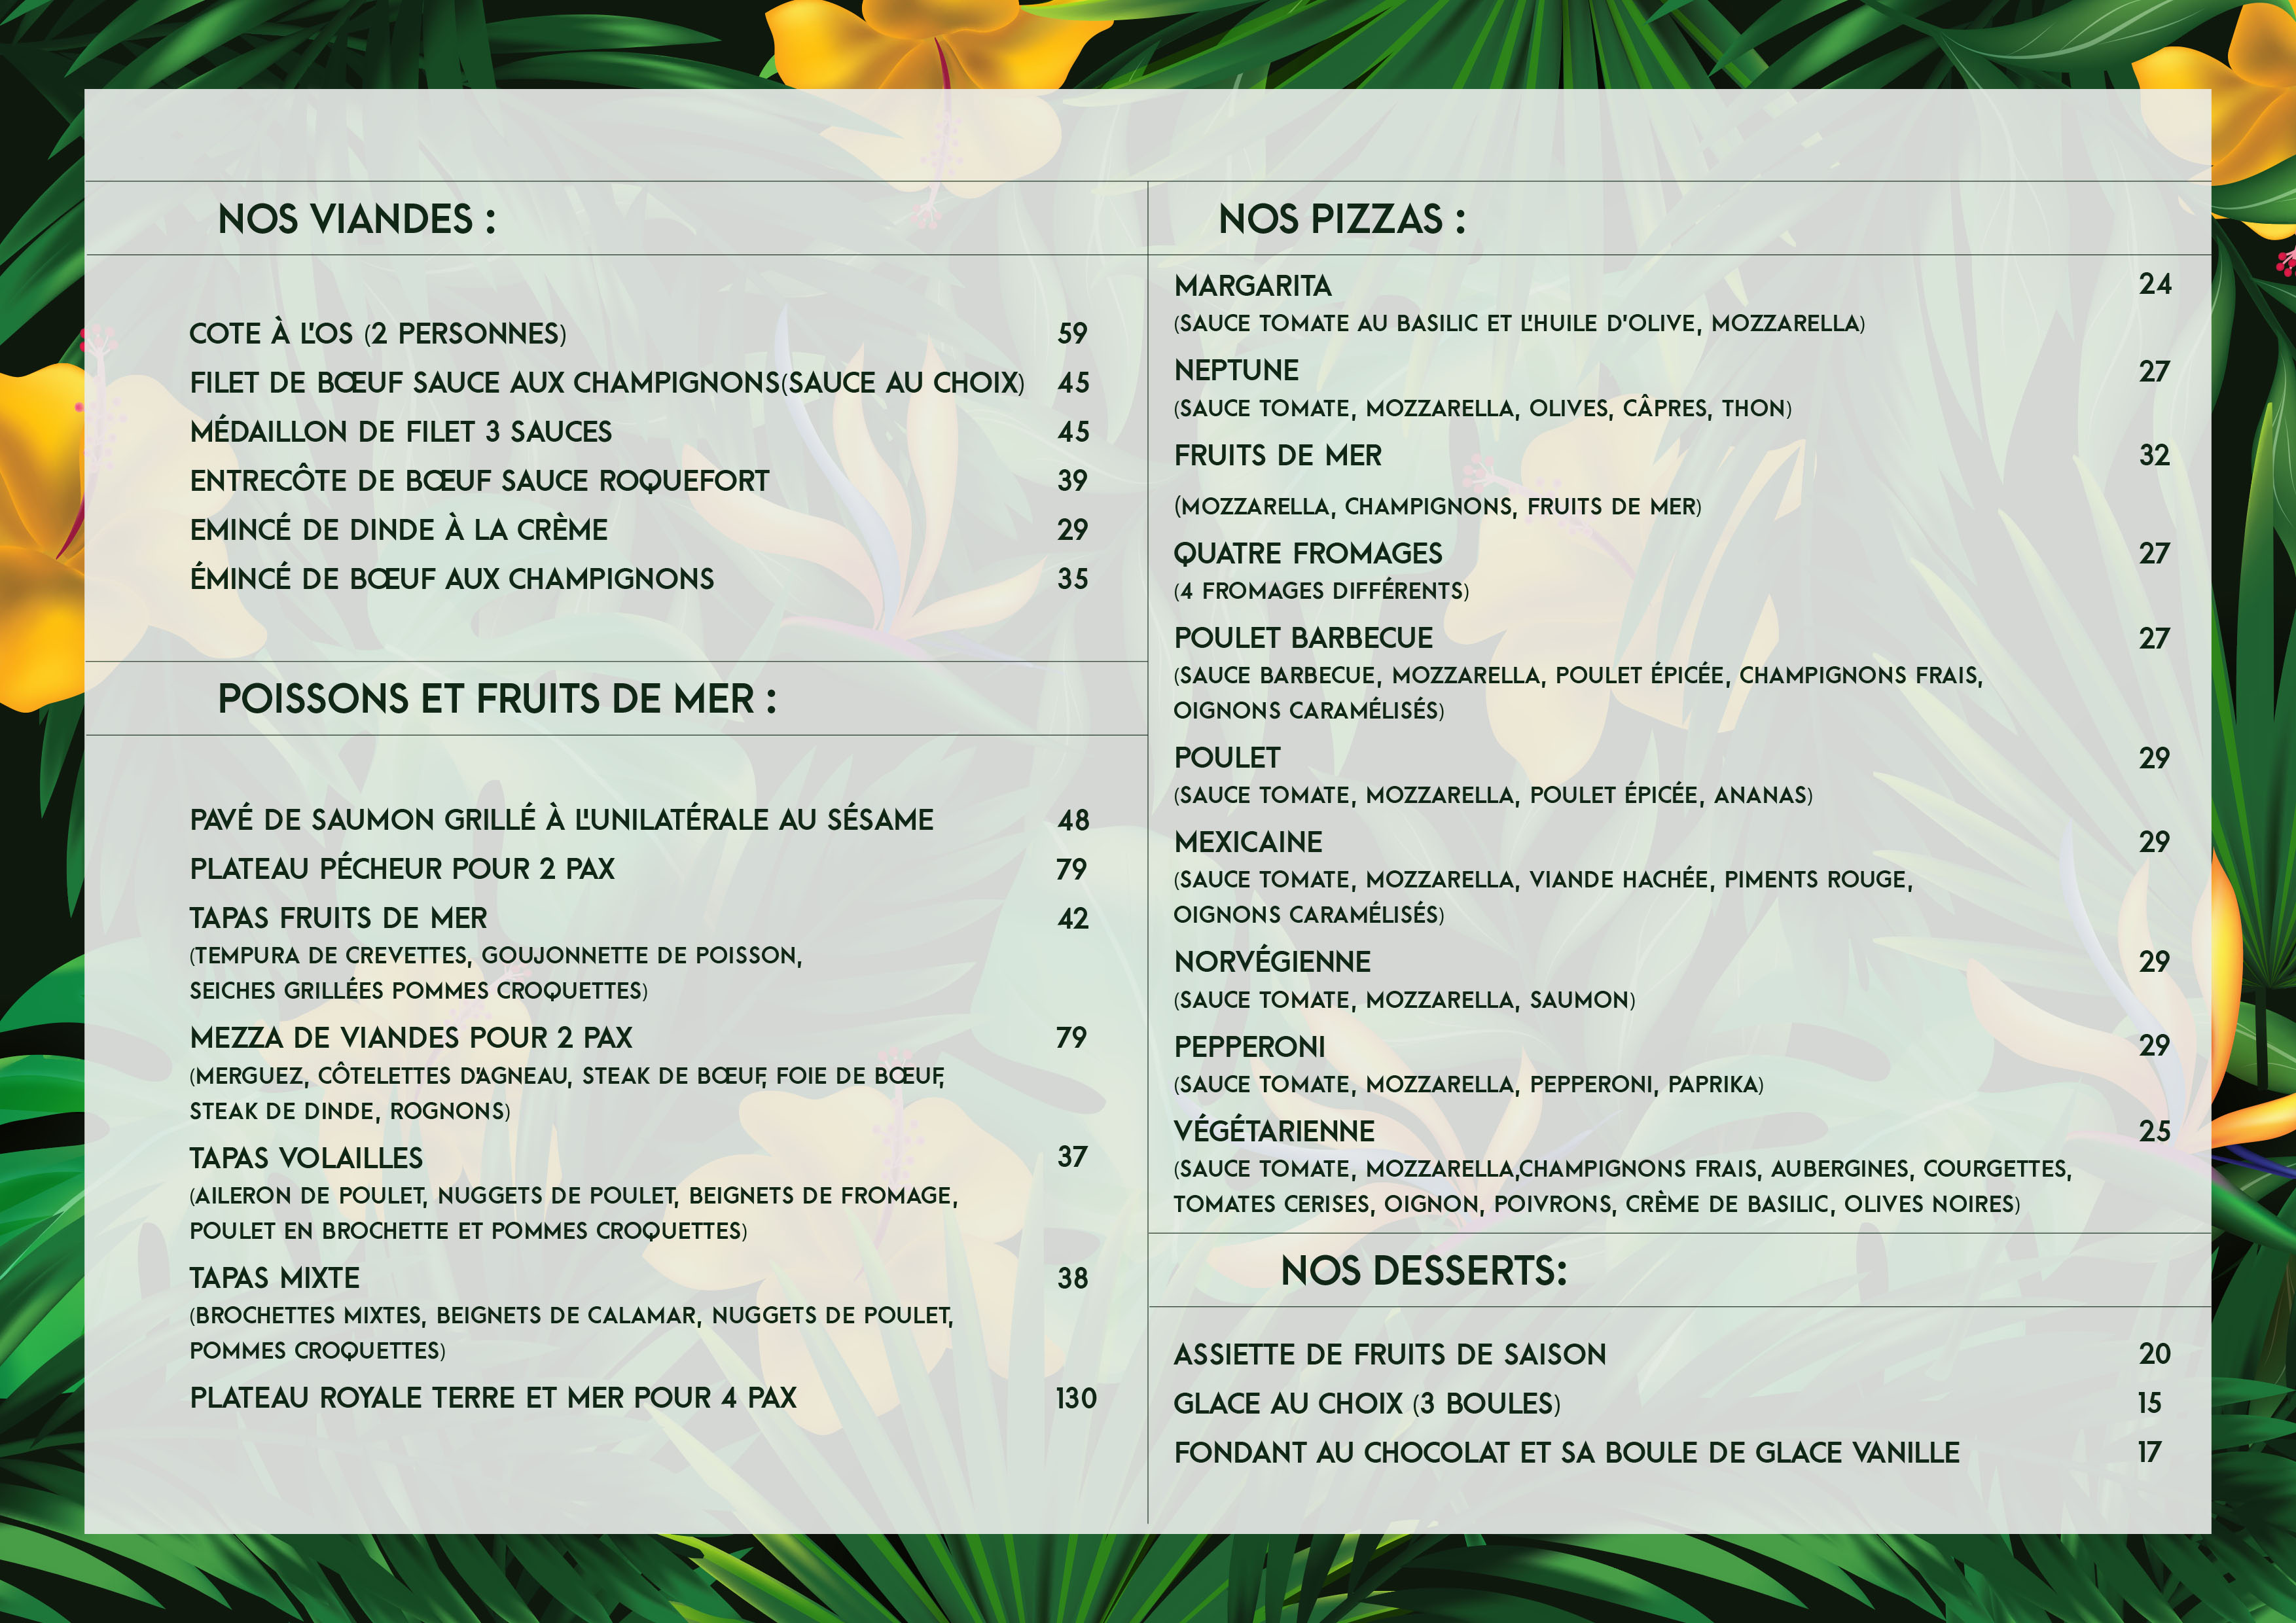 NOS VIANDES :
COTE À L'OS (2 PERSONNES) 59
FILET DE BŒUF SAUCE AUX CHAMPIGNONS(SAUCE AU CHOIX) 45
MÉDAILLON DE FILET 3 SAUCES 45
ENTRECÔTE DE BŒUF SAUCE ROQUEFORT 39
EMINCÉ DE DINDE À LA CRÈME 29
ÉMINCÉ DE BŒUF AUX CHAMPIGNONS 35
POISSONS ET FRUITS DE MER :
PAVÉ DE SAUMON GRILLÉ À L'UNILATÉRALE AU SÉSAME 48
PLATEAU PÉCHEUR POUR 2 PAX 79
TAPAS FRUITS DE MER 42
(TEMPURA DE CREVETTES, GOUJONNETTE DE POISSON,
SEICHES GRILLÉES POMMES CROQUETTES)
MEZZA DE VIANDES POUR 2 PAX 79
(MERGUEZ, CÔTELETTES D'AGNEAU, STEAK DE BŒUF, FOIE DE BŒUF,
STEAK DE DINDE, ROGNONS)
TAPAS VOLAILLES 37
(AILERON DE POULET, NUGGETS DE POULET, BEIGNETS DE FROMAGE,
POULET EN BROCHETTE ET POMMES CROQUETTES)
TAPAS MIXTE 38
(BROCHETTES MIXTES, BEIGNETS DE CALAMAR, NUGGETS DE POULET,
POMMES CROQUETTES)
PLATEAU ROYALE TERRE ET MER POUR 4 PAX 130
NOS PIZZAS :
MARGARITA 24
(SAUCE TOMATE AU BASILIC ET L'HUILE D'OLIVE, MOZZARELLA)
NEPTUNE 27
(SAUCE TOMATE, MOZZARELLA, OLIVES, CÂPRES, THON)
FRUITS DE MER 32
(MOZZARELLA, CHAMPIGNONS, FRUITS DE MER)
QUATRE FROMAGES 27
(4 FROMAGES DIFFÉRENTS)
POULET BARBECUE 27
(SAUCE BARBECUE, MOZZARELLA, POULET ÉPICÉE, CHAMPIGNONS FRAIS,
OIGNONS CARAMÉLISÉS)
POULET 29
(SAUCE TOMATE, MOZZARELLA, POULET ÉPICÉE, ANANAS)
MEXICAINE 29
(SAUCE TOMATE, MOZZARELLA, VIANDE HACHÉE, PIMENTS ROUGE,
OIGNONS CARAMÉLISÉS)
NORVÉGIENNE 29
(SAUCE TOMATE, MOZZARELLA, SAUMON)
PEPPERONI 29
(SAUCE TOMATE, MOZZARELLA, PEPPERONI, PAPRIKA)
VÉGÉTARIENNE 25
(SAUCE TOMATE, MOZZARELLA,CHAMPIGNONS FRAIS, AUBERGINES, COURGETTES,
TOMATES CERISES, OIGNON, POIVRONS, CRÈME DE BASILIC, OLIVES NOIRES)
NOS DESSERTS:
ASSIETTE DE FRUITS DE SAISON 20
GLACE AU CHOIX (3 BOULES) 15
FONDANT AU CHOCOLAT ET SA BOULE DE GLACE VANILLE 17